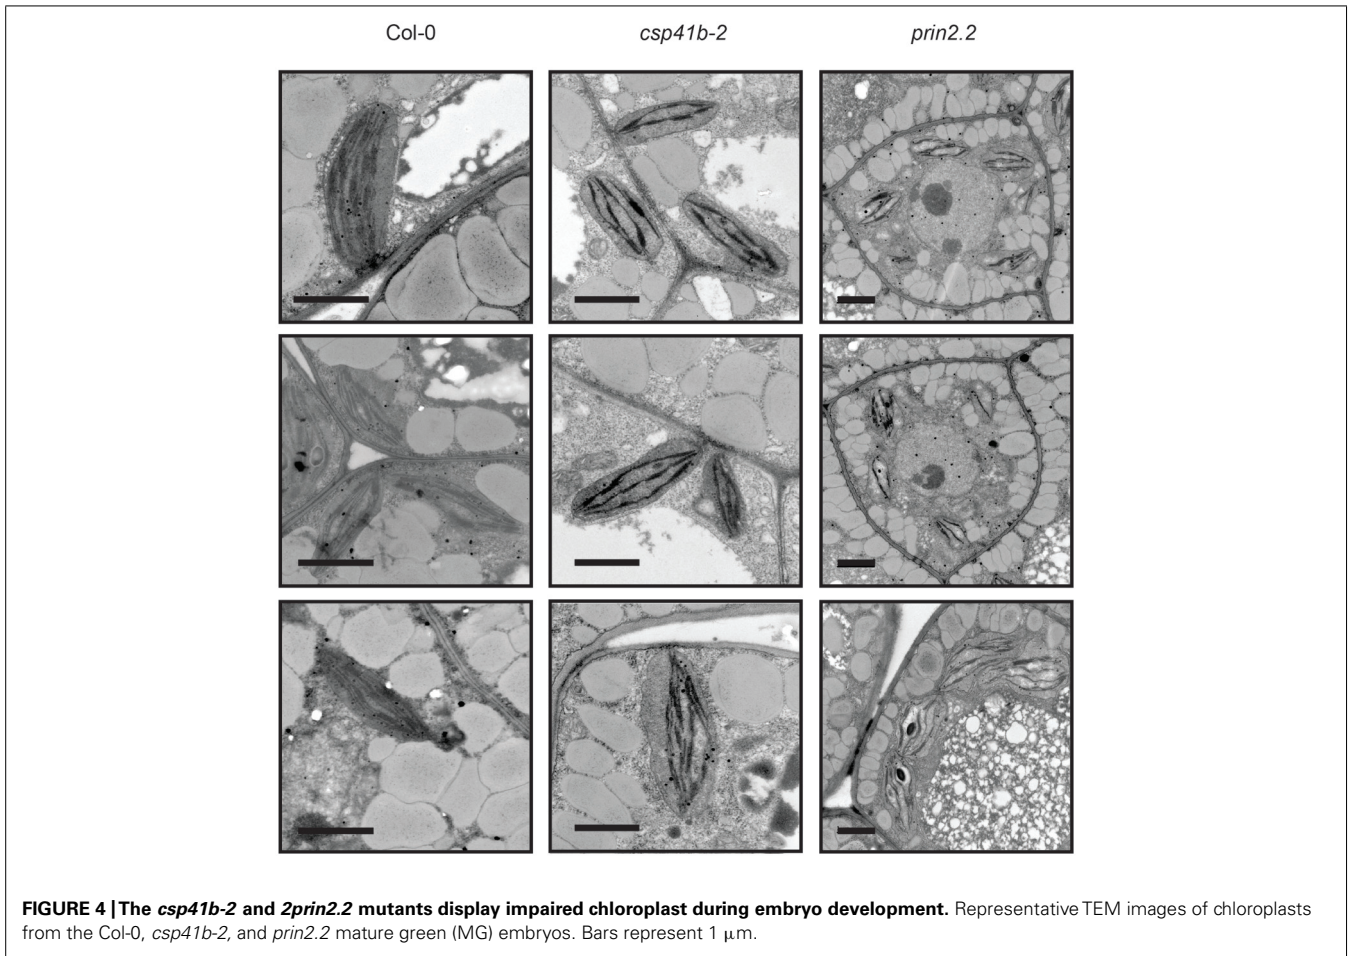 Col-0 csp41b-2 prin2.2
FIGURE 4 | The csp41b-2 and 2prin2.2 mutants display impaired chloroplast during embryo development. Representative TEM images of chloroplasts
from the Col-0, csp41b-2, and prin2.2 mature green (MG) embryos. Bars represent 1 μm.